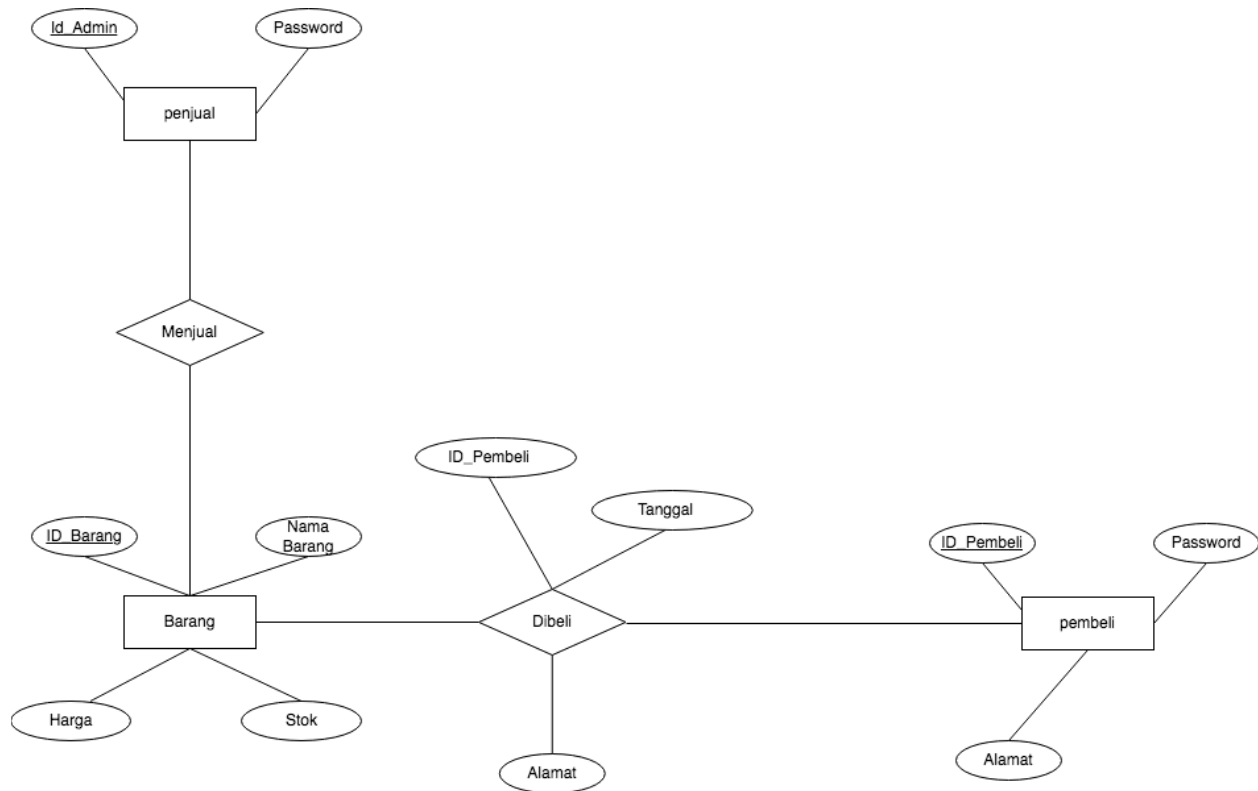 Id_Admin
Password
penjual
Menjual
ID_Pembeli
Tanggal
ID_Barang
Nama
Barang
ID_Pembeli
Password
Barang
Dibeli
pembeli
Harga
Stok
Alamat
Alamat